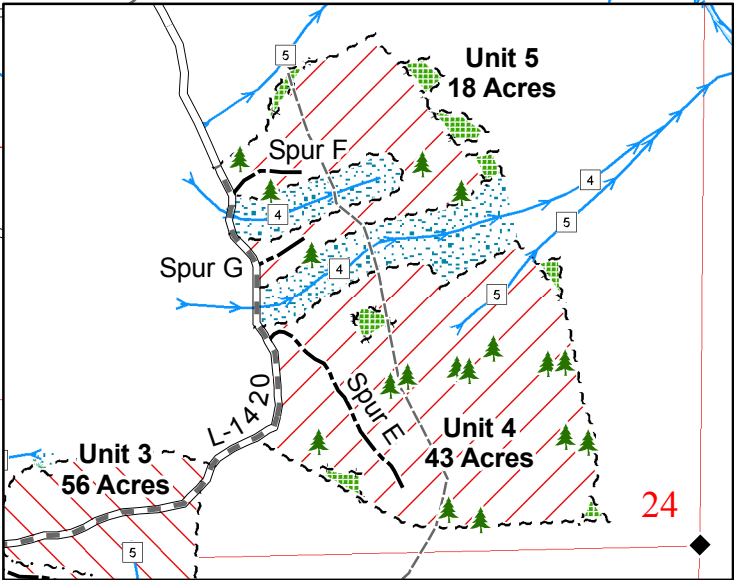 5
Unit 5
18 Acres
Spur F
4
4
5
Spur G
4
5
Spur E
L-1420
Unit 4
43 Acres
Unit 3
56 Acres
24
5